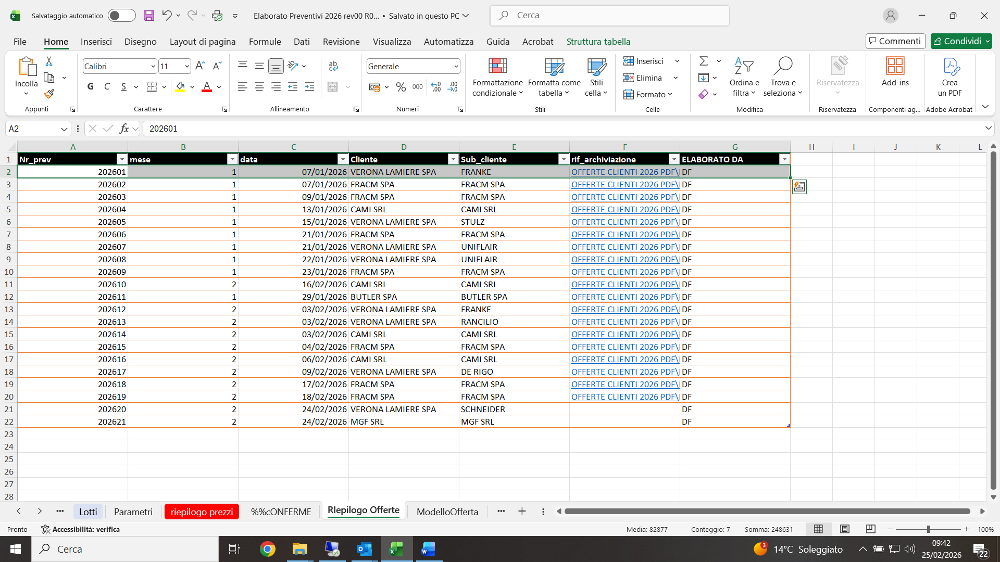 Salvataggio automatico Elaborato Preventivi 2026 rev00 R0... • Salvato in questo PC Cerca
File Home Inserisci Disegno Layout di pagina Formule Dati Revisione Visualizza Automatizza Guida Acrobat Struttura tabella Commenti Condividi
Incolla
Appunti
Calibri 11
G C S
Carattere
Allineamento
Generale
% 000
Numeri
Formattazione condizionale
Formatta come tabella
Stili cella
Stili
Inserisci
Elimina
Formato
Celle
Ordina e filtra
Trova e seleziona
Modifica
Riservatezza
Riservatezza
Add-ins
Componenti ag...
Crea un PDF
Adobe Acrobat
A2 fx 202601
A B C D E F G H I J K L
1 Nr_prev mese data Cliente Sub_cliente rif_archiviazione ELABORATO DA
2 202601 1 07/01/2026 VERONA LAMIERE SPA FRANKE OFFERTE CLIENTI 2026 PDF\ DF
3 202602 1 07/01/2026 FRACM SPA FRACM SPA OFFERTE CLIENTI 2026 PDF\ DF
4 202603 1 09/01/2026 FRACM SPA FRACM SPA OFFERTE CLIENTI 2026 PDF\ DF
5 202604 1 13/01/2026 CAMI SRL CAMI SRL OFFERTE CLIENTI 2026 PDF\ DF
6 202605 1 15/01/2026 VERONA LAMIERE SPA STULZ OFFERTE CLIENTI 2026 PDF\ DF
7 202606 1 21/01/2026 FRACM SPA FRACM SPA OFFERTE CLIENTI 2026 PDF\ DF
8 202607 1 21/01/2026 VERONA LAMIERE SPA UNIFLAIR OFFERTE CLIENTI 2026 PDF\ DF
9 202608 1 22/01/2026 VERONA LAMIERE SPA UNIFLAIR OFFERTE CLIENTI 2026 PDF\ DF
10 202609 1 23/01/2026 FRACM SPA FRACM SPA OFFERTE CLIENTI 2026 PDF\ DF
11 202610 2 16/02/2026 CAMI SRL CAMI SRL OFFERTE CLIENTI 2026 PDF\ DF
12 202611 1 29/01/2026 BUTLER SPA BUTLER SPA OFFERTE CLIENTI 2026 PDF\ DF
13 202612 2 03/02/2026 VERONA LAMIERE SPA FRANKE OFFERTE CLIENTI 2026 PDF\ DF
14 202613 2 03/02/2026 VERONA LAMIERE SPA RANCILIO OFFERTE CLIENTI 2026 PDF\ DF
15 202614 2 03/02/2026 CAMI SRL CAMI SRL OFFERTE CLIENTI 2026 PDF\ DF
16 202615 2 04/02/2026 FRACM SPA FRACM SPA OFFERTE CLIENTI 2026 PDF\ DF
17 202616 2 06/02/2026 CAMI SRL CAMI SRL OFFERTE CLIENTI 2026 PDF\ DF
18 202617 2 09/02/2026 VERONA LAMIERE SPA DE RIGO OFFERTE CLIENTI 2026 PDF\ DF
19 202618 2 17/02/2026 FRACM SPA FRACM SPA OFFERTE CLIENTI 2026 PDF\ DF
20 202619 2 18/02/2026 FRACM SPA FRACM SPA OFFERTE CLIENTI 2026 PDF\ DF
21 202620 2 24/02/2026 VERONA LAMIERE SPA SCHNEIDER DF
22 202621 2 24/02/2026 MGF SRL MGF SRL DF
23
24
25
26
27
28
Lotti Parametri riepilogo prezzi %%cONFERME RIepilogo Offerte ModelloOfferta
Pronto Accessibilità: verifica Media: 82877 Conteggio: 7 Somma: 248631 100%
Cerca 3 14°C Soleggiato 09:42
25/02/2026 22